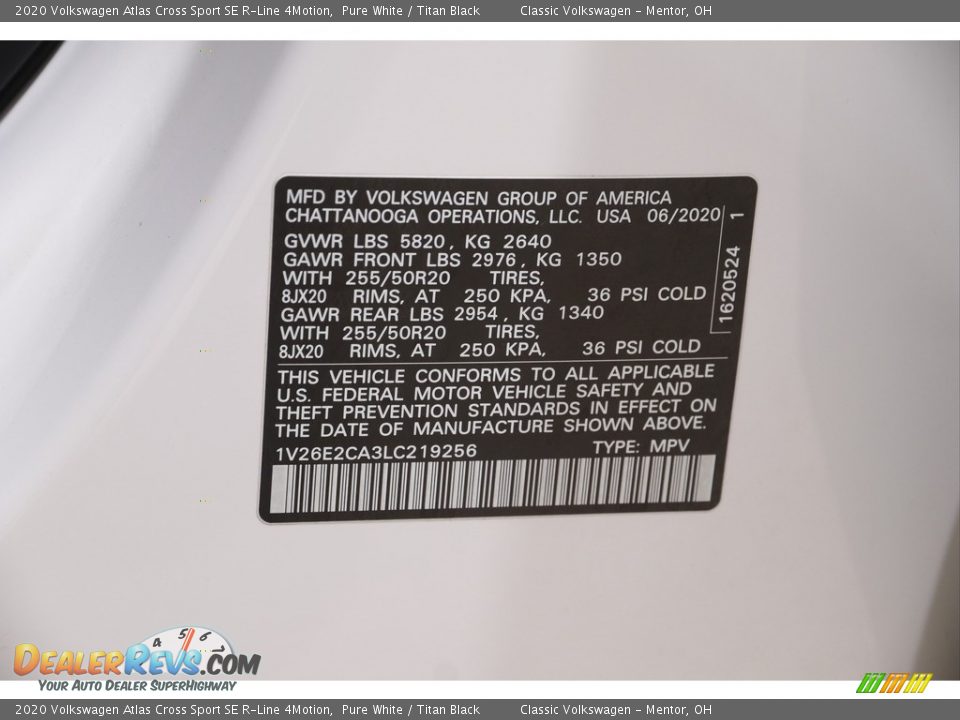 2020 Volkswagen Atlas Cross Sport SE R-Line 4Motion, Pure White / Titan Black Classic Volkswagen - Mentor, OH
MFD BY VOLKSWAGEN GROUP OF AMERICA
CHATTANOOGA OPERATIONS, LLC. USA 06/2020
GVWR LBS 5820, KG 2640
GAWR FRONT LBS 2976, KG 1350
WITH 255/50R20 TIRES,
8JX20 RIMS, AT 250 KPA, 36 PSI COLD
GAWR REAR LBS 2954, KG 1340
WITH 255/50R20 TIRES,
8JX20 RIMS, AT 250 KPA, 36 PSI COLD
1620524 1
THIS VEHICLE CONFORMS TO ALL APPLICABLE
U.S. FEDERAL MOTOR VEHICLE SAFETY AND
THEFT PREVENTION STANDARDS IN EFFECT ON
THE DATE OF MANUFACTURE SHOWN ABOVE.
1V26E2CA3LC219256 TYPE: MPV
4 5 6 7
DEALERREVS.COM
YOUR AUTO DEALER SUPERHIGHWAY
2020 Volkswagen Atlas Cross Sport SE R-Line 4Motion, Pure White / Titan Black Classic Volkswagen - Mentor, OH